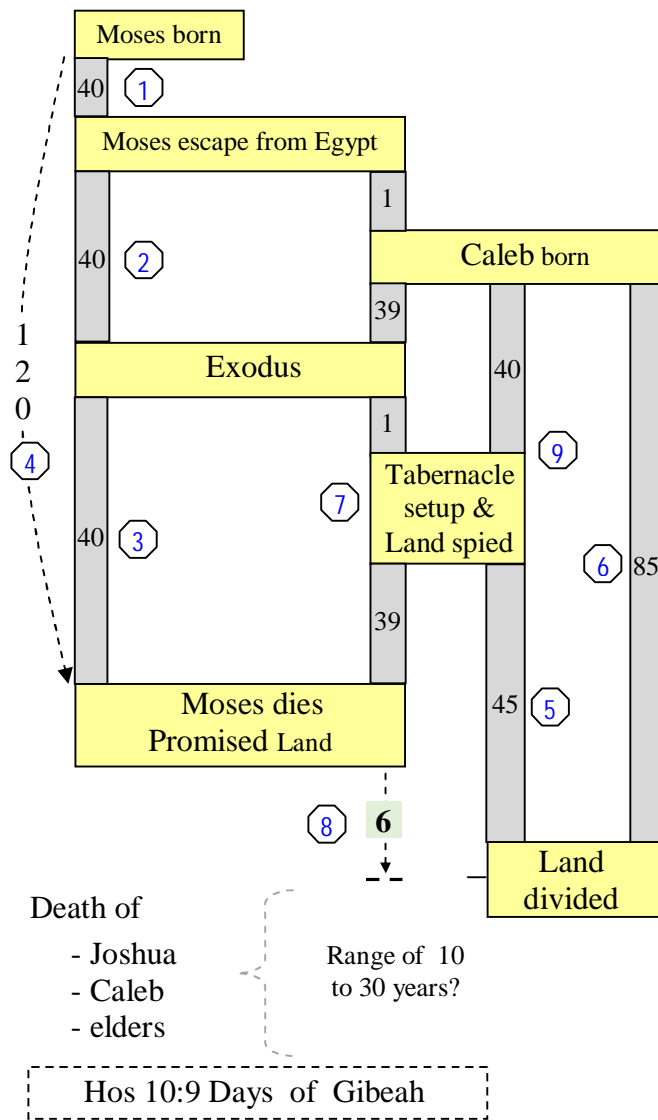 Moses born
40 1
Moses escape from Egypt
1
40 2
Caleb born
39
1
2
0
Exodus
40
1
4
9
7
Tabernacle
setup &
Land spied
40 3
6 85
39
Moses dies
Promised Land
45 5
8 6
Land
divided
Death of
- Joshua
- Caleb
- elders
Range of 10
to 30 years?
Hos 10:9 Days of Gibeah